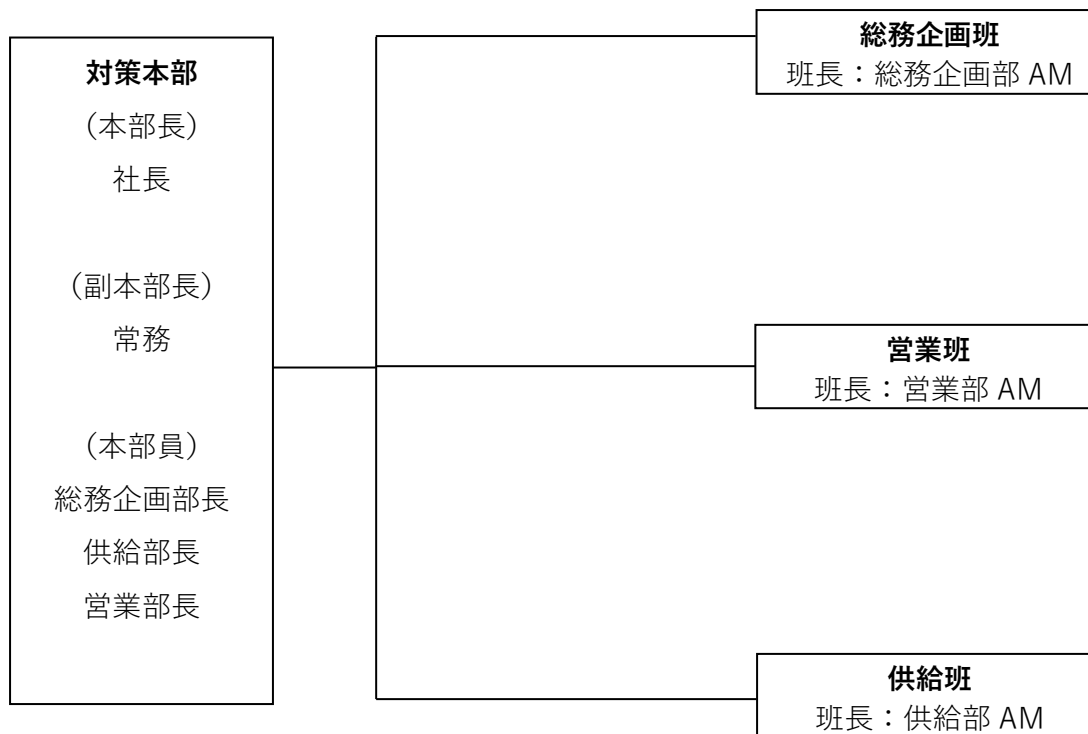 対策本部
（本部長）
社長
（副本部長）
常務
（本部員）
総務企画部長
供給部長
営業部長
総務企画班
班長：総務企画部 AM
営業班
班長：営業部 AM
供給班
班長：供給部 AM